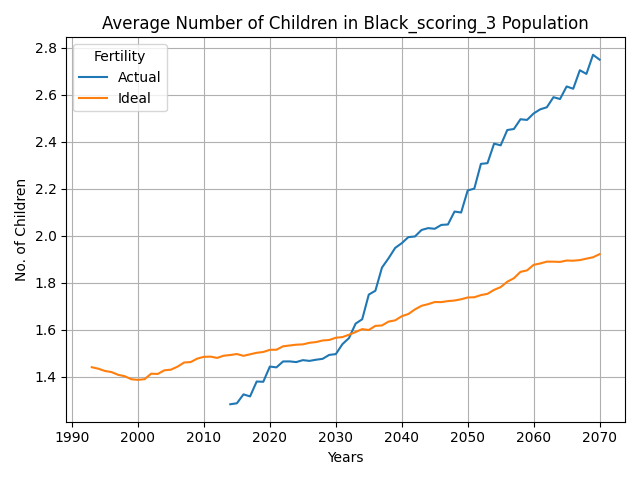 Average Number of Children in Black_scoring_3 Population
Fertility
Actual
Ideal
No. of Children
2.8
2.6
2.4
2.2
2.0
1.8
1.6
1.4
1990 2000 2010 2020 2030 2040 2050 2060 2070
Years